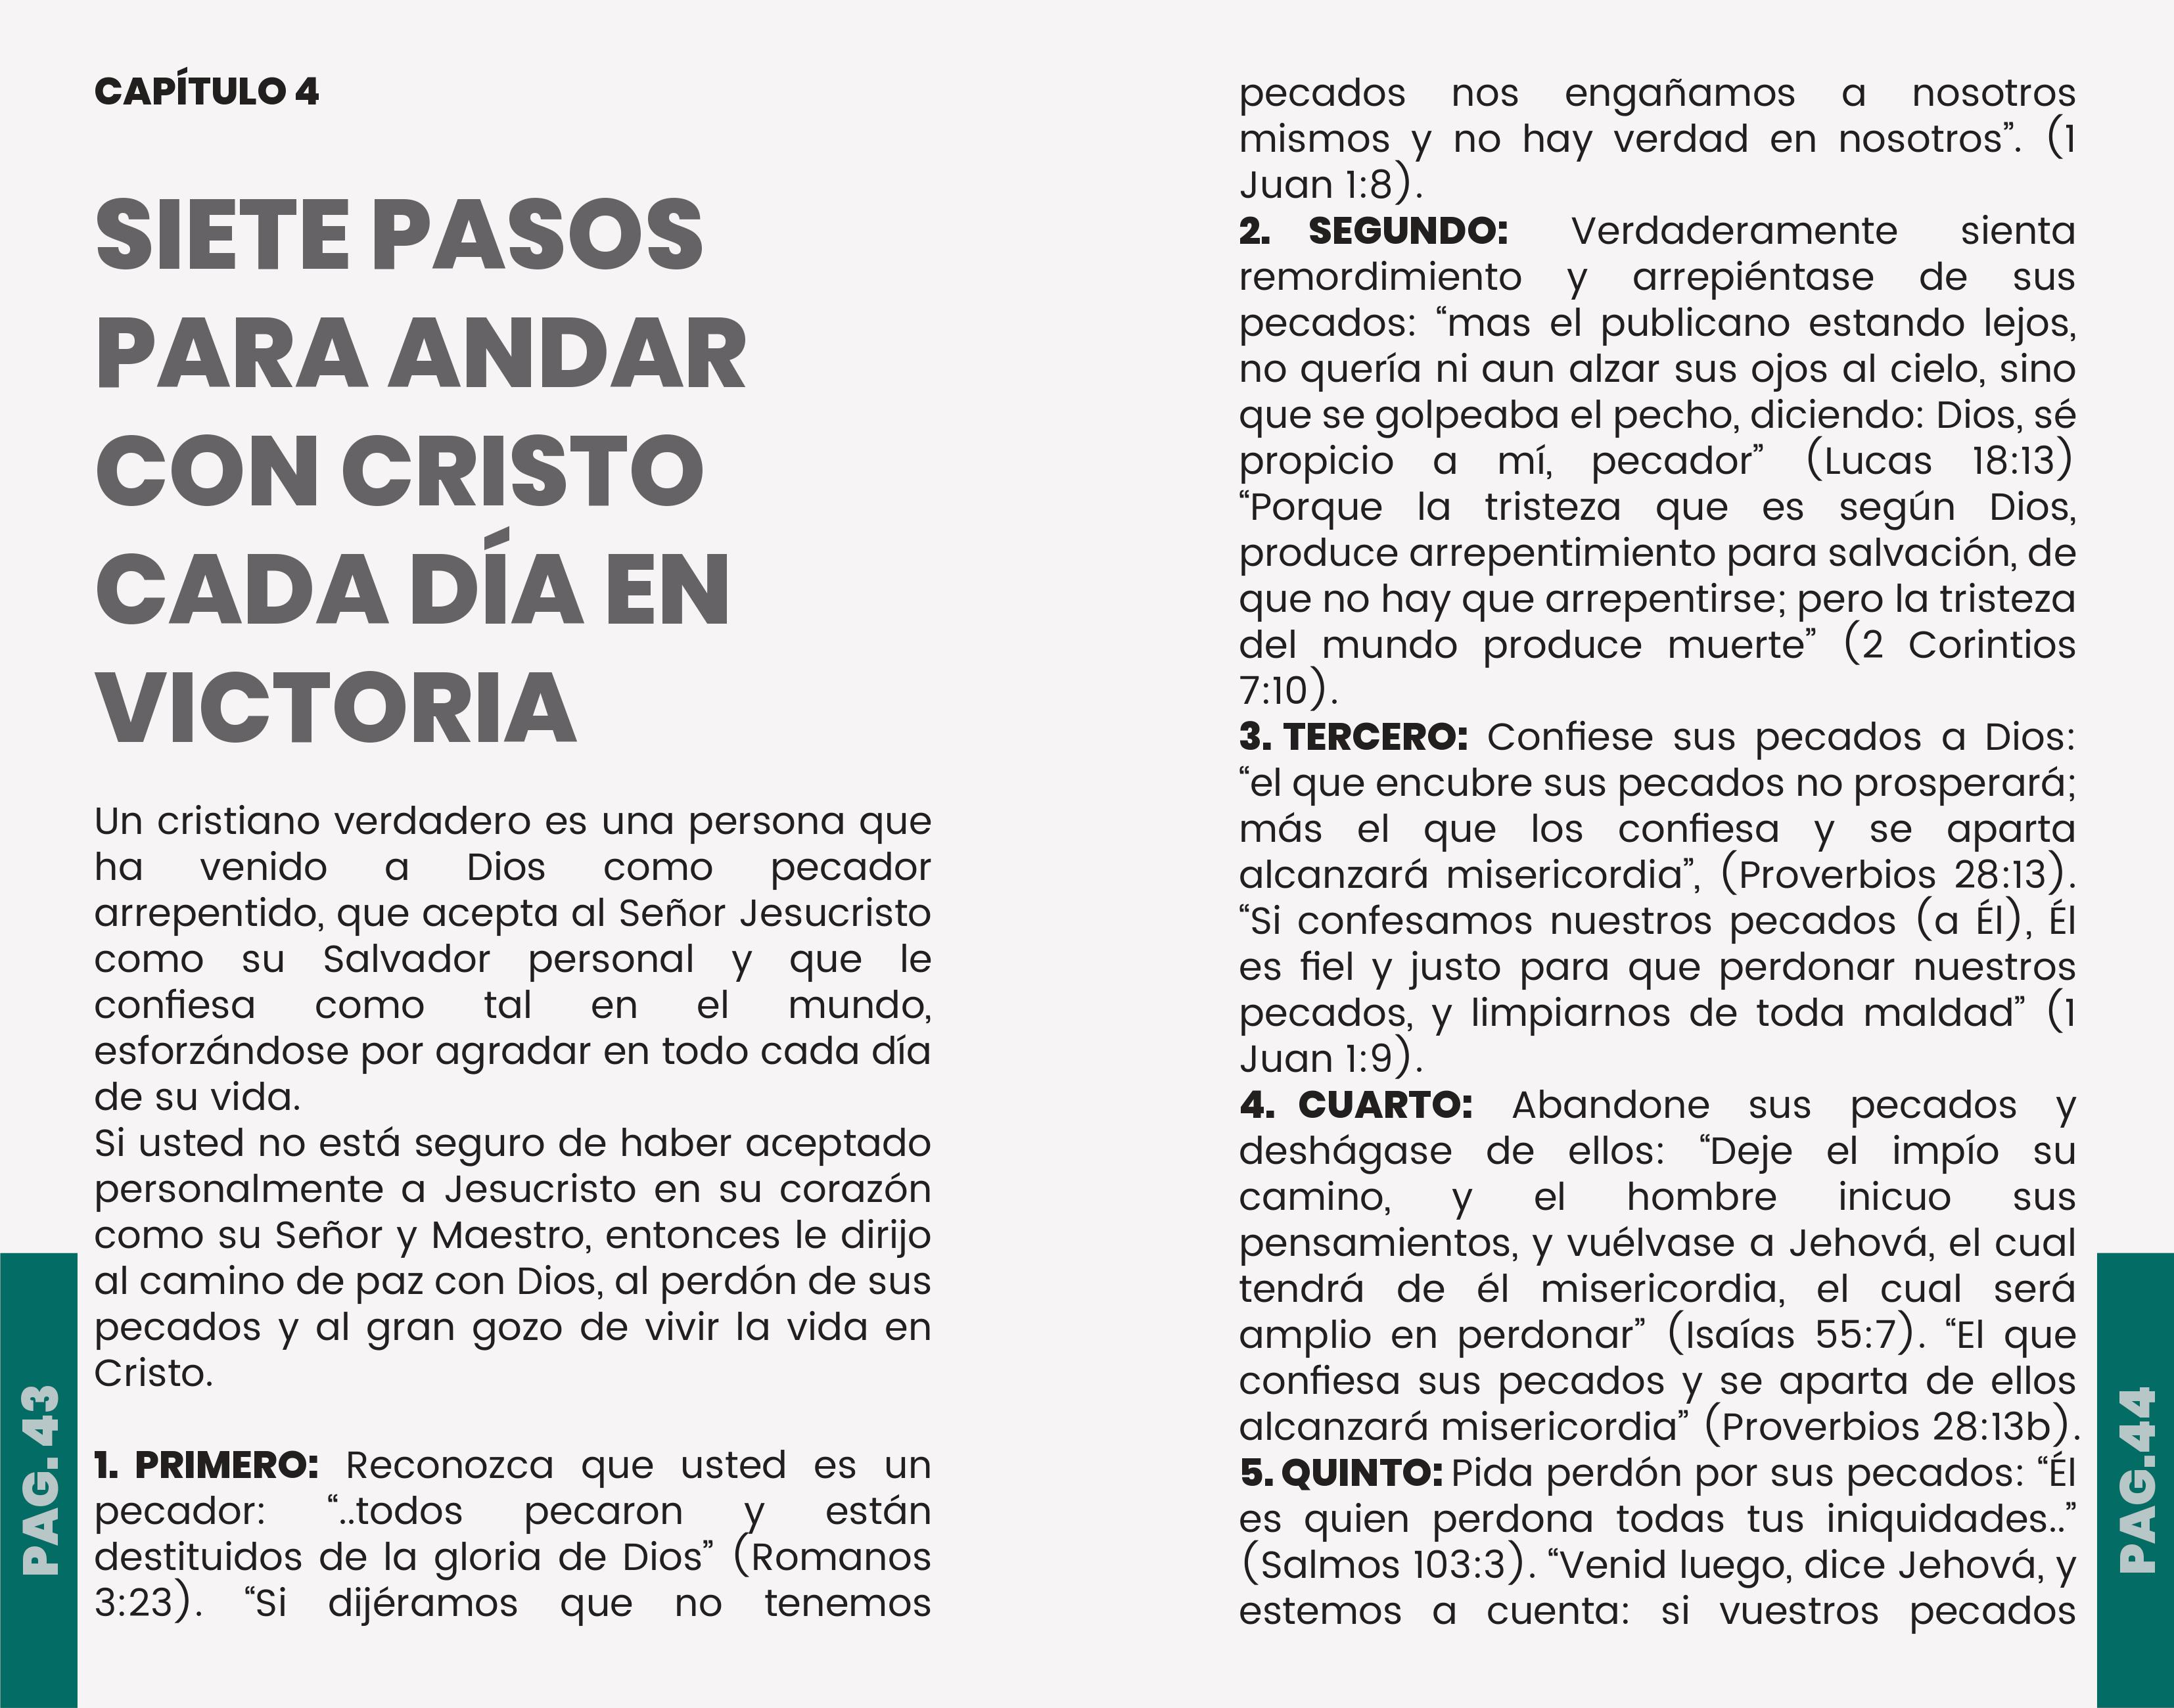 CAPÍTULO 4
SIETE PASOS
PARA ANDAR
CON CRISTO
CADA DÍA EN
VICTORIA
Un cristiano verdadero es una persona que
ha venido a Dios como pecador
arrepentido, que acepta al Señor Jesucristo
como su Salvador personal y que le
confiesa como tal en el mundo,
esforzándose por agradar en todo cada día
de su vida.
Si usted no está seguro de haber aceptado
personalmente a Jesucristo en su corazón
como su Señor y Maestro, entonces le dirijo
al camino de paz con Dios, al perdón de sus
pecados y al gran gozo de vivir la vida en
Cristo.
1. PRIMERO: Reconozca que usted es un
pecador: “..todos pecaron y están
destituidos de la gloria de Dios” (Romanos
3:23). “Si dijéramos que no tenemos
PAG.43
pecados nos engañamos a nosotros
mismos y no hay verdad en nosotros”. (1
Juan 1:8).
2. SEGUNDO: Verdaderamente sienta
remordimiento y arrepiéntase de sus
pecados: “mas el publicano estando lejos,
no quería ni aun alzar sus ojos al cielo, sino
que se golpeaba el pecho, diciendo: Dios, sé
propicio a mí, pecador” (Lucas 18:13)
“Porque la tristeza que es según Dios,
produce arrepentimiento para salvación, de
que no hay que arrepentirse; pero la tristeza
del mundo produce muerte” (2 Corintios
7:10).
3. TERCERO: Confiese sus pecados a Dios:
“el que encubre sus pecados no prosperará;
más el que los confiesa y se aparta
alcanzará misericordia”, (Proverbios 28:13).
“Si confesamos nuestros pecados (a Él), Él
es fiel y justo para que perdonar nuestros
pecados, y limpiarnos de toda maldad” (1
Juan 1:9).
4. CUARTO: Abandone sus pecados y
deshágase de ellos: “Deje el impío su
camino, y el hombre inicuo sus
pensamientos, y vuélvase a Jehová, el cual
tendrá de él misericordia, el cual será
amplio en perdonar” (Isaías 55:7). “El que
confiesa sus pecados y se aparta de ellos
alcanzará misericordia” (Proverbios 28:13b).
5. QUINTO: Pida perdón por sus pecados: “Él
es quien perdona todas tus iniquidades..”
(Salmos 103:3). “Venid luego, dice Jehová, y
estemos a cuenta: si vuestros pecados
PAG.44